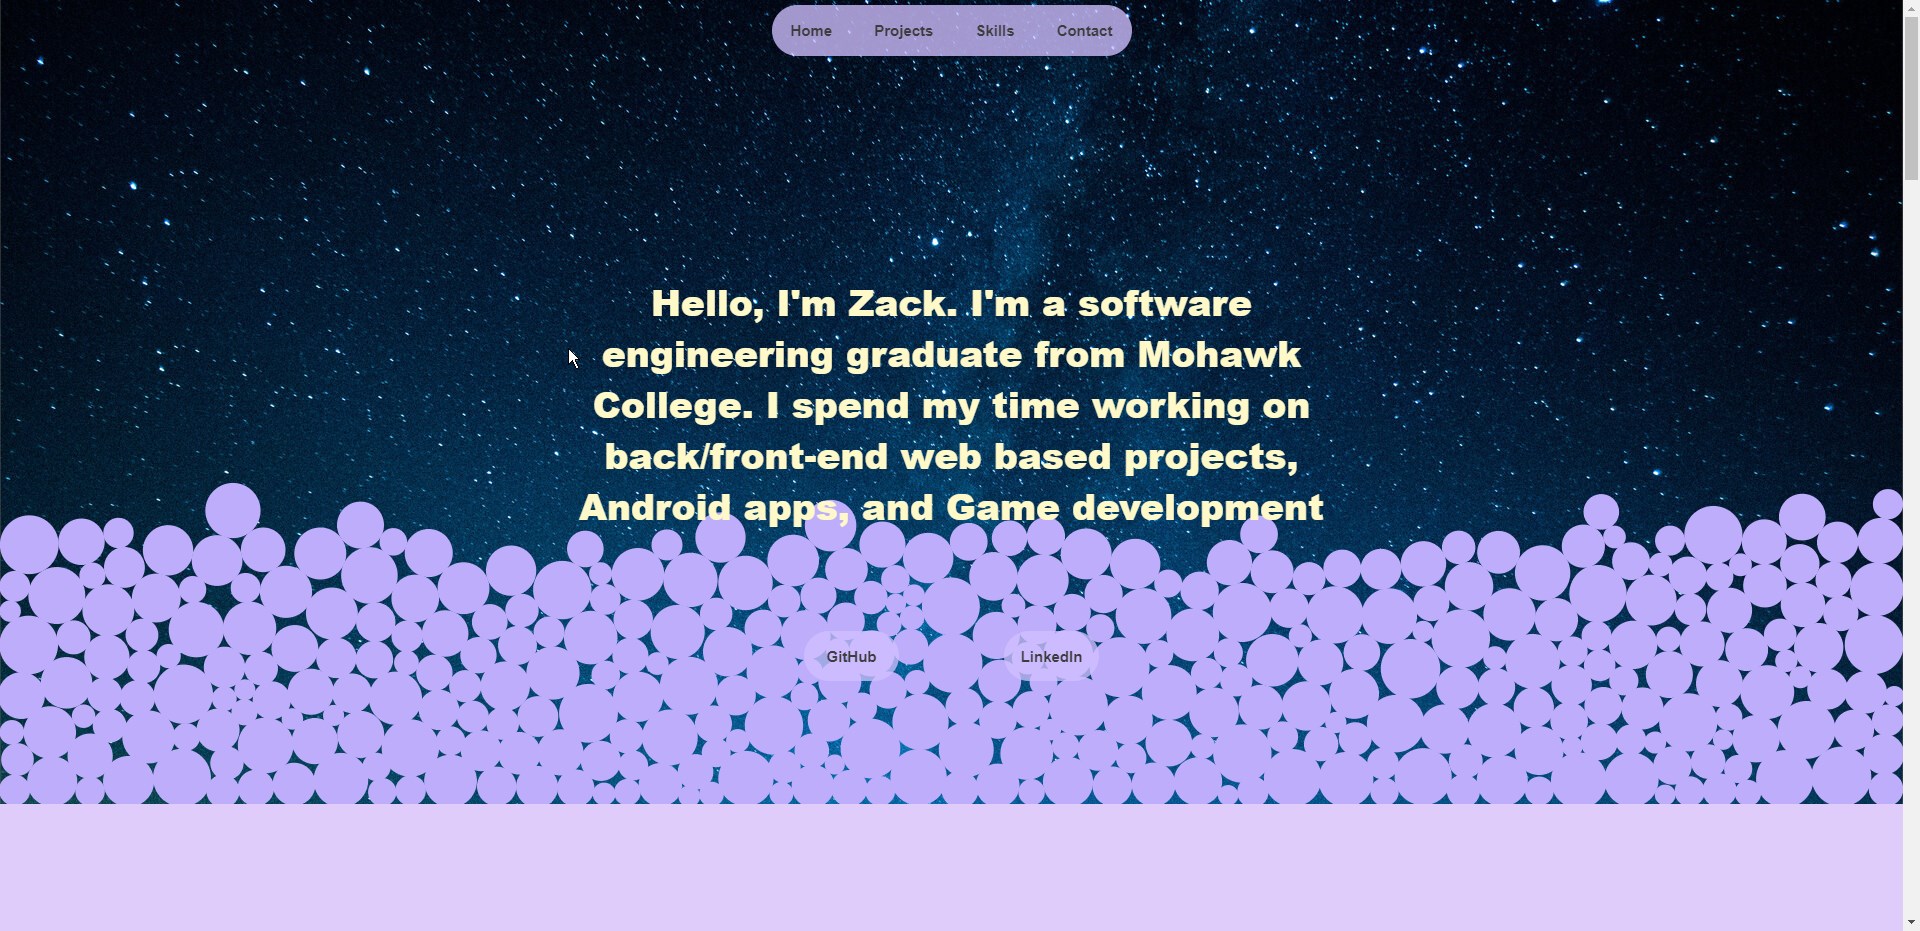 Home Projects Skills Contact
Hello, I'm Zack. I'm a software
engineering graduate from Mohawk
College. I spend my time working on
back/front-end web based projects,
Android apps, and Game development
GitHub LinkedIn